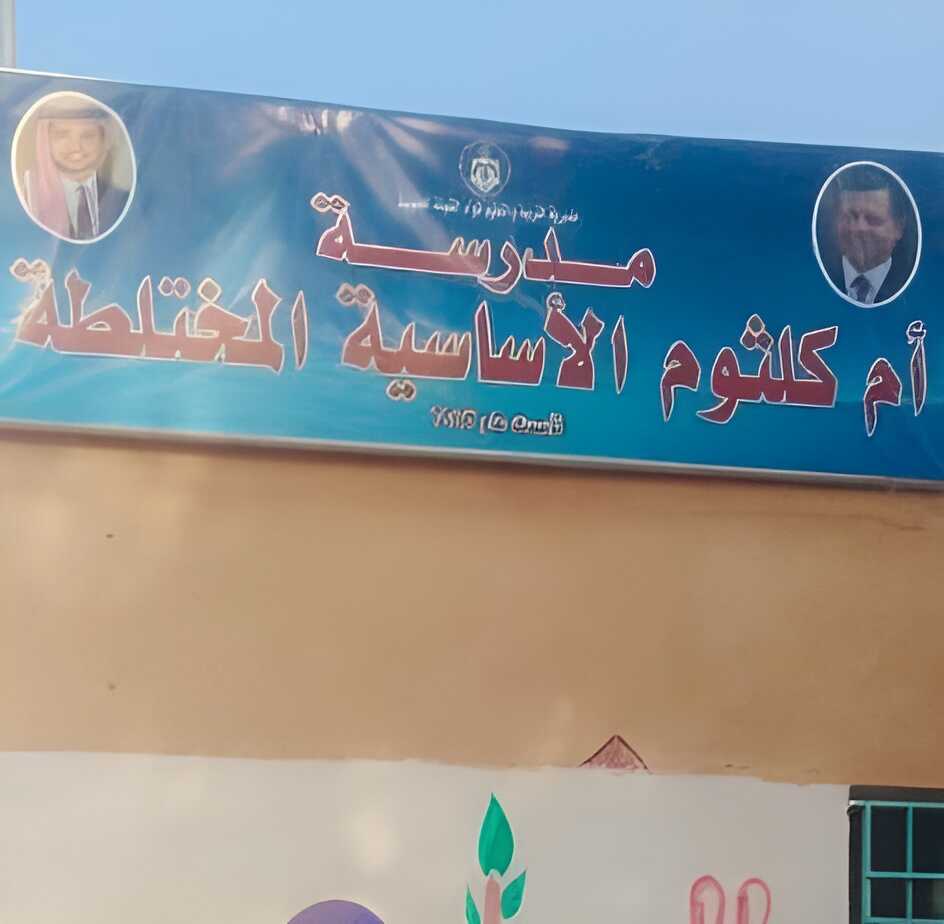 مدرسة
أم كلثوم الأساسية المختلطة